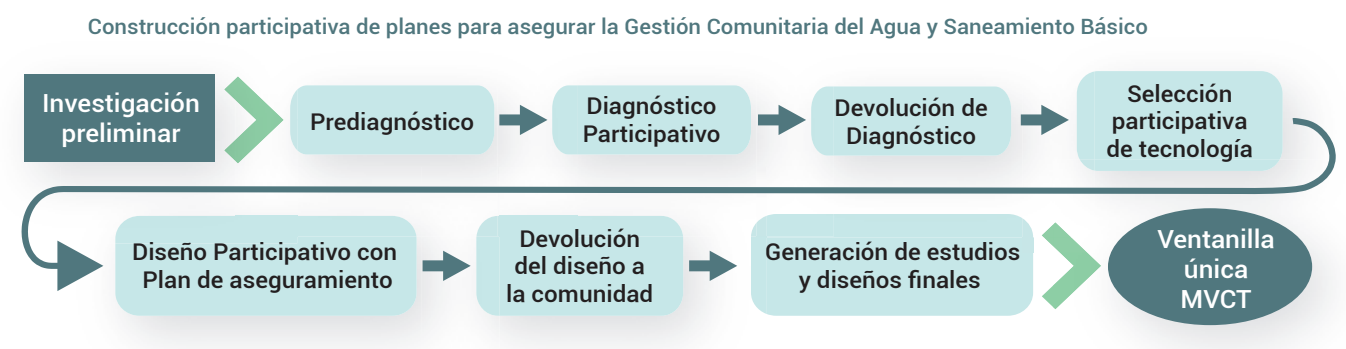 Construcción participativa de planes para asegurar la Gestión Comunitaria del Agua y Saneamiento Básico
Investigación
preliminar
Prediagnóstico
Diagnóstico
Participativo
Devolución de
Diagnóstico
Selección
participativa
de tecnología
Diseño Participativo con
Plan de aseguramiento
Devolución
del diseño a
la comunidad
Generación de estudios
y diseños finales
Ventanilla
única
MVCT